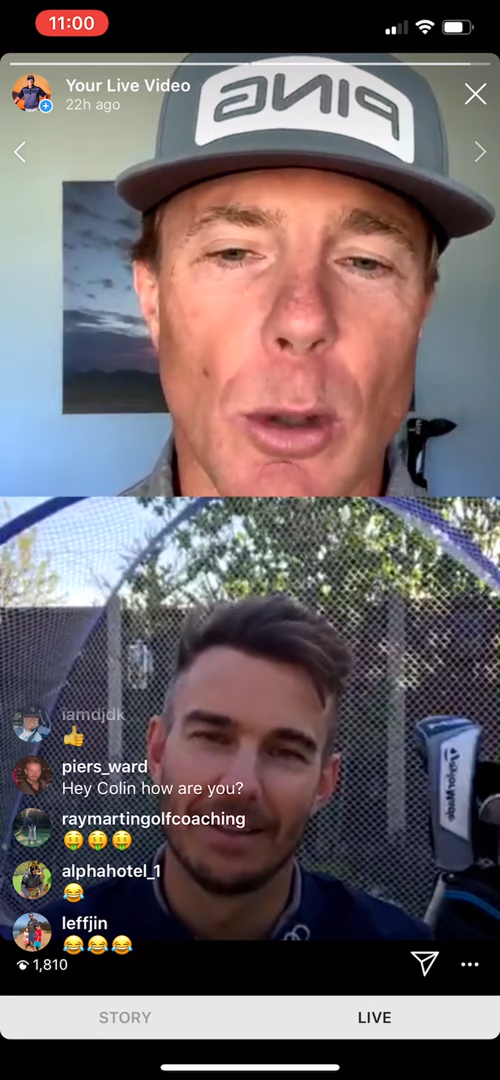 11:00
Your Live Video
22h ago
PING
iamdjdk
👍
piers_ward
Hey Colin how are you?
raymartingolfcoaching
🤑🤑🤑
alphahotel_1
😂
leffjin
😂😂😂
TaylorMade
1,810
STORY
LIVE